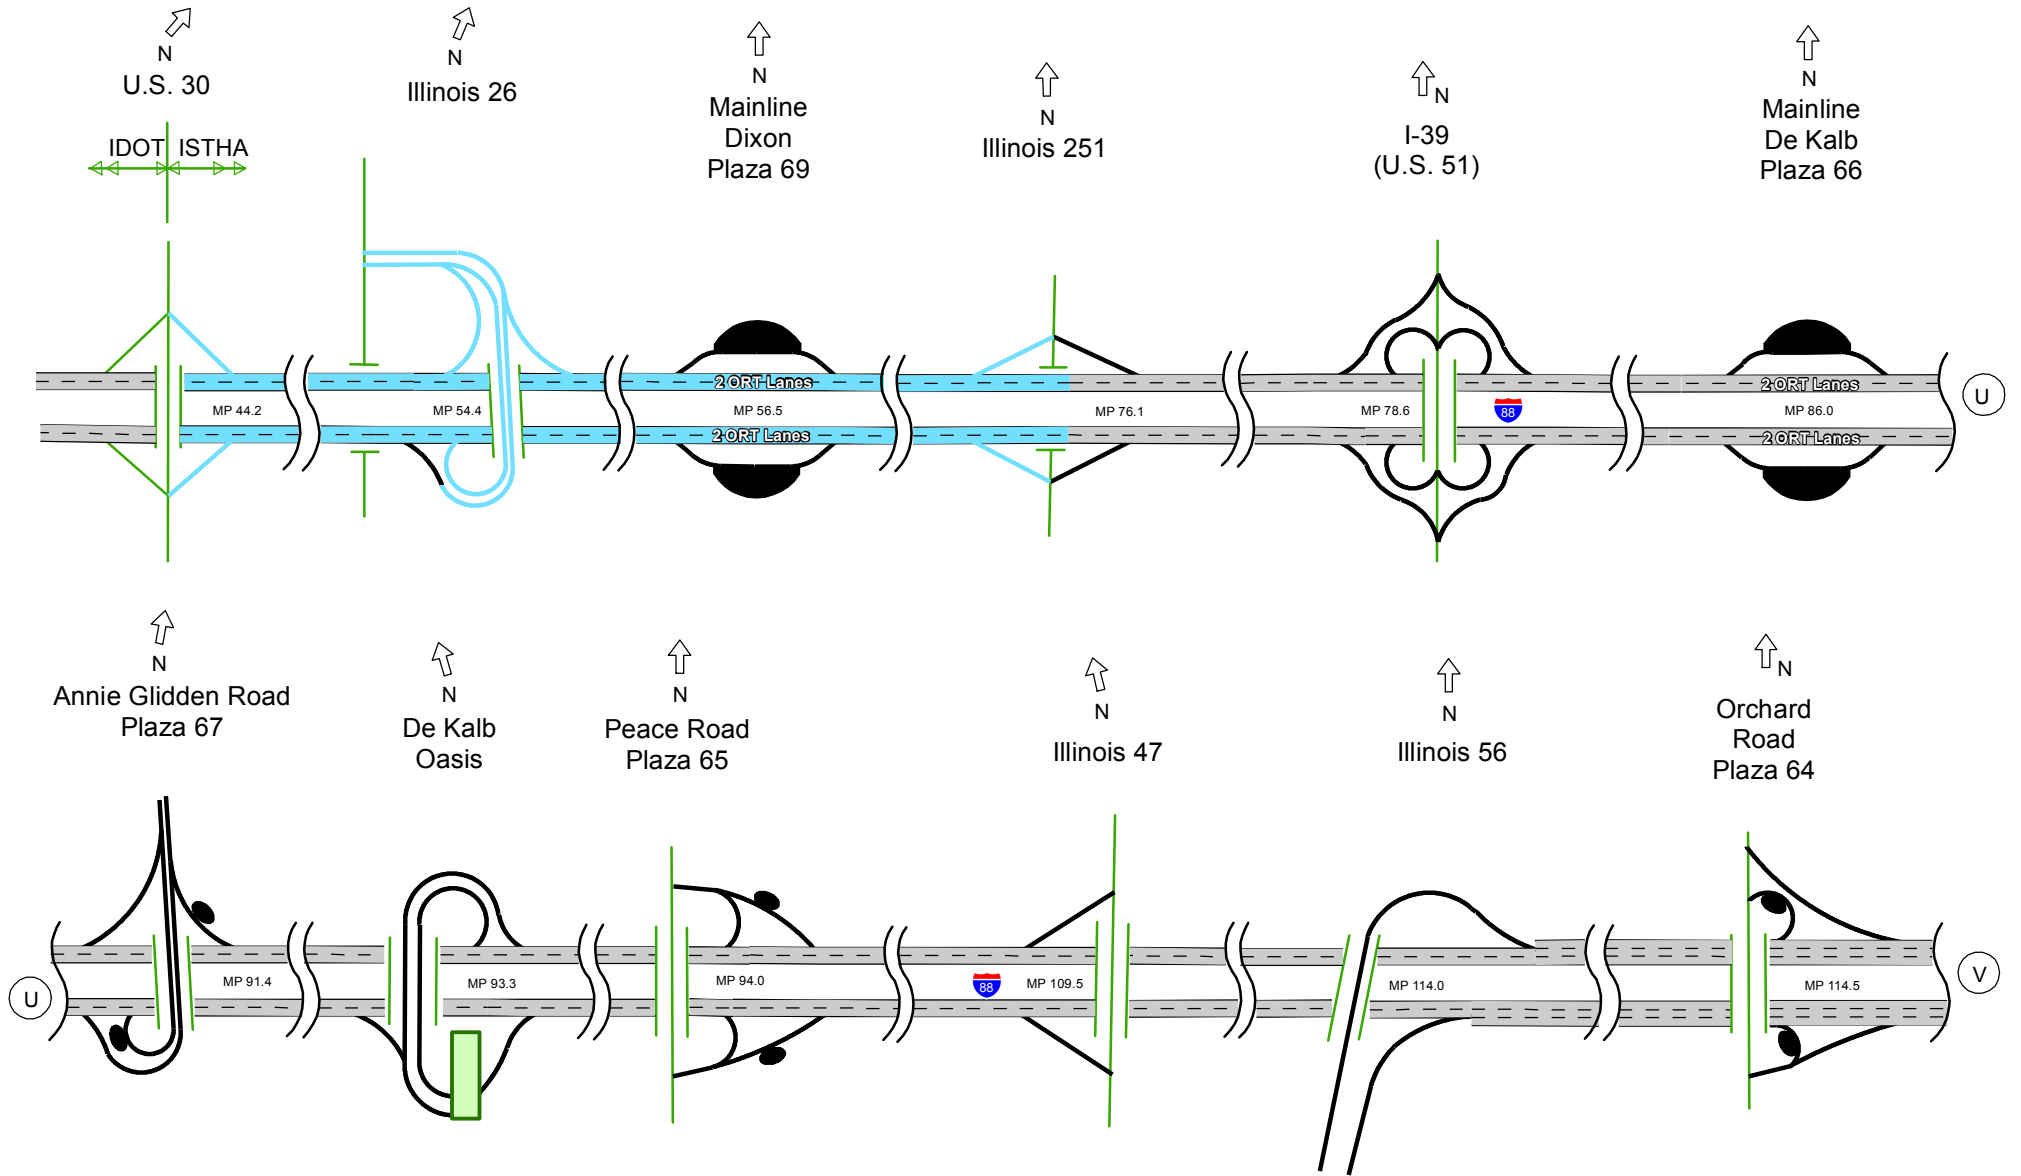 N
U.S. 30
IDOT ISTHA
N
Illinois 26
N
Mainline
Dixon
Plaza 69
N
Illinois 251
N
I-39
(U.S. 51)
N
Mainline
De Kalb
Plaza 66
2 ORT Lanes
2 ORT Lanes
U
MP 44.2
MP 54.4
MP 56.5
MP 76.1
MP 78.6
88
MP 86.0
2 ORT Lanes
2 ORT Lanes
N
Annie Glidden Road
Plaza 67
N
De Kalb
Oasis
N
Peace Road
Plaza 65
N
Illinois 47
N
Illinois 56
N
Orchard
Road
Plaza 64
U
MP 91.4
MP 93.3
MP 94.0
88
MP 109.5
MP 114.0
MP 114.5
V